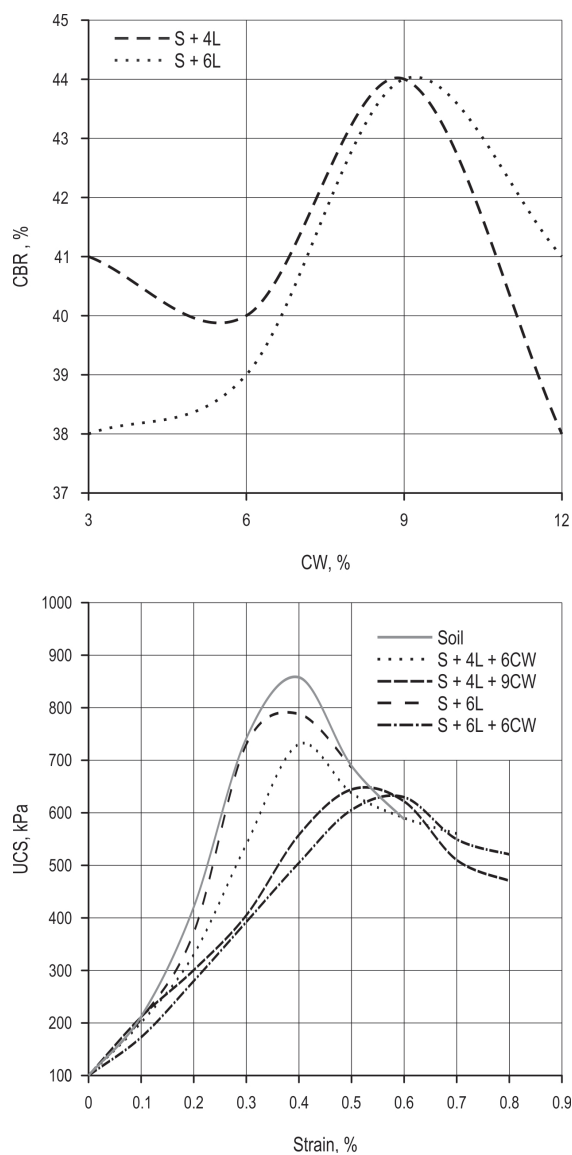 45
44
43
42
41
40
39
38
37
CBR , %
S + 4L
S + 6L
3 6 9 12
CW, %
1000
900
800
700
600
500
400
300
200
100
UCS, kPa
Soil
S + 4L + 6CW
S + 4L + 9CW
S + 6L
S + 6L + 6CW
0 0.1 0.2 0.3 0.4 0.5 0.6 0.7 0.8 0.9
Strain, %